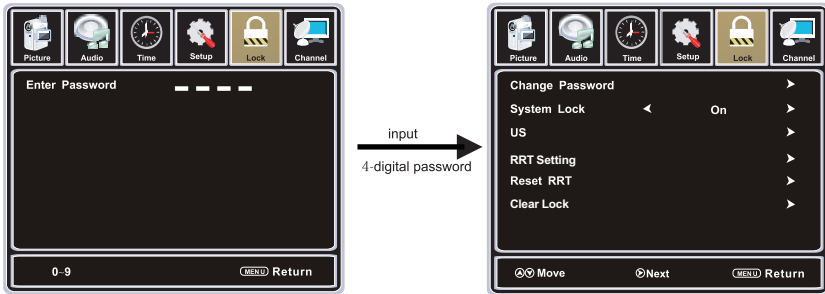 Picture Audio Time Setup Lock Channel
Enter Password
0-9 MENU Return
input
4-digital password
Picture Audio Time Setup Lock Channel
Change Password
System Lock On
US
RRT Setting
Reset RRT
Clear Lock
Move Next MENU Return